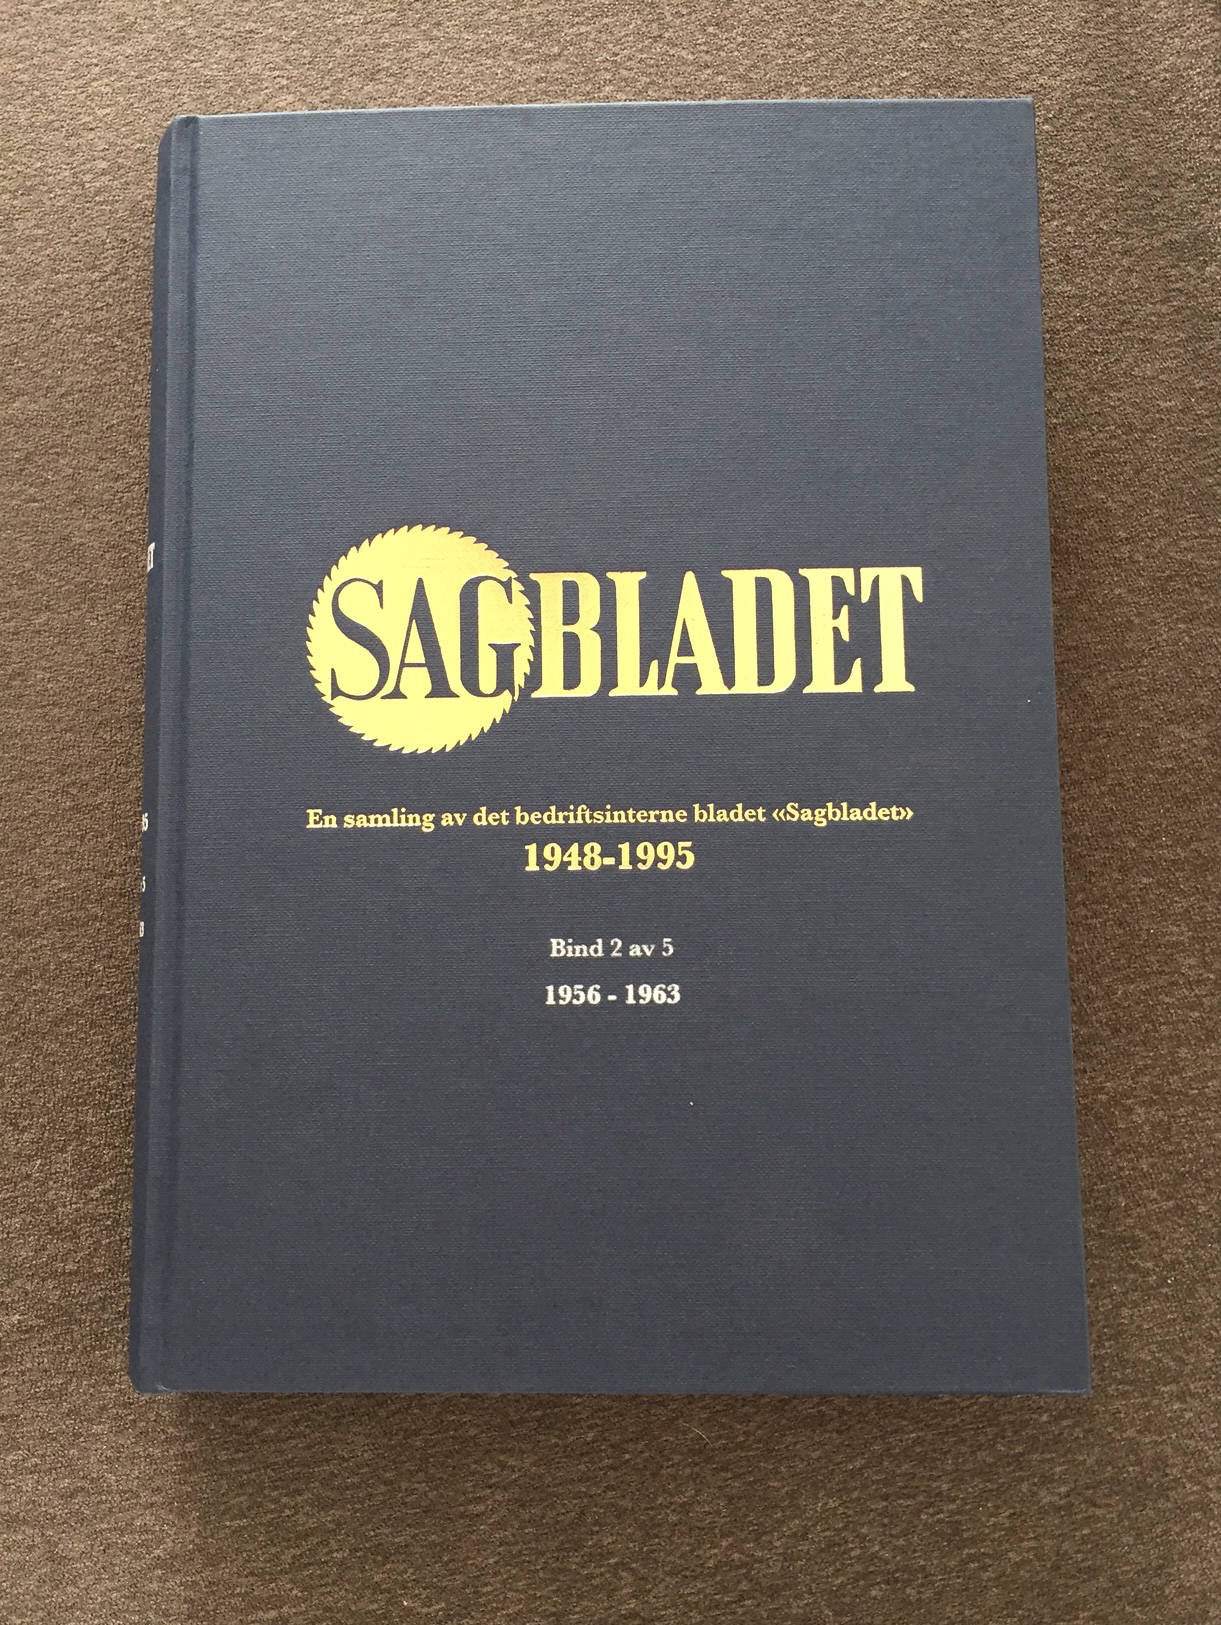 SAGBLADET
En samling av det bedriftsinterne bladet «Sagbladet»
1948-1995
Bind 2 av 5
1956 - 1963